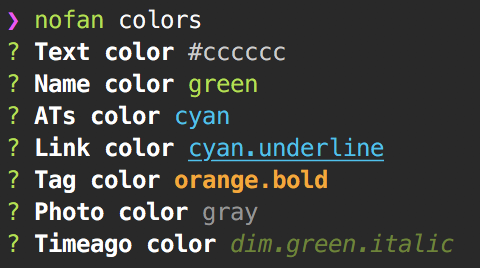 ❯ nofan colors
? Text color #cccccc
? Name color green
? ATs color cyan
? Link color cyan.underline
? Tag color orange.bold
? Photo color gray
? Timeago color dim.green.italic